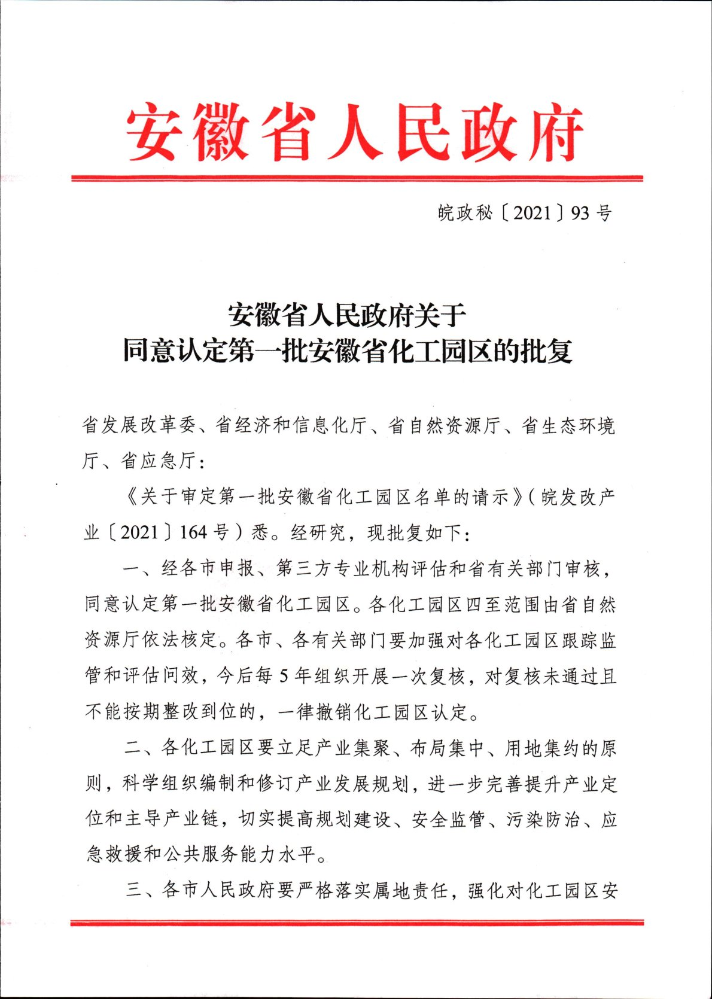 安徽省人民政府
皖政秘〔2021〕93号
安徽省人民政府关于
同意认定第一批安徽省化工园区的批复
省发展改革委、省经济和信息化厅、省自然资源厅、省生态环境
厅、省应急厅：
《关于审定第一批安徽省化工园区名单的请示》（皖发改产
业〔2021〕164号）悉。经研究，现批复如下：
一、经各市申报、第三方专业机构评估和省有关部门审核，
同意认定第一批安徽省化工园区。各化工园区四至范围由省自然
资源厅依法核定。各市、各有关部门要加强对各化工园区跟踪监
管和评估问效，今后每5年组织开展一次复核，对复核未通过且
不能按期整改到位的，一律撤销化工园区认定。
二、各化工园区要立足产业集聚、布局集中、用地集约的原
则，科学组织编制和修订产业发展规划，进一步完善提升产业定
位和主导产业链，切实提高规划建设、安全监管、污染防治、应
急救援和公共服务能力水平。
三、各市人民政府要严格落实属地责任，强化对化工园区安